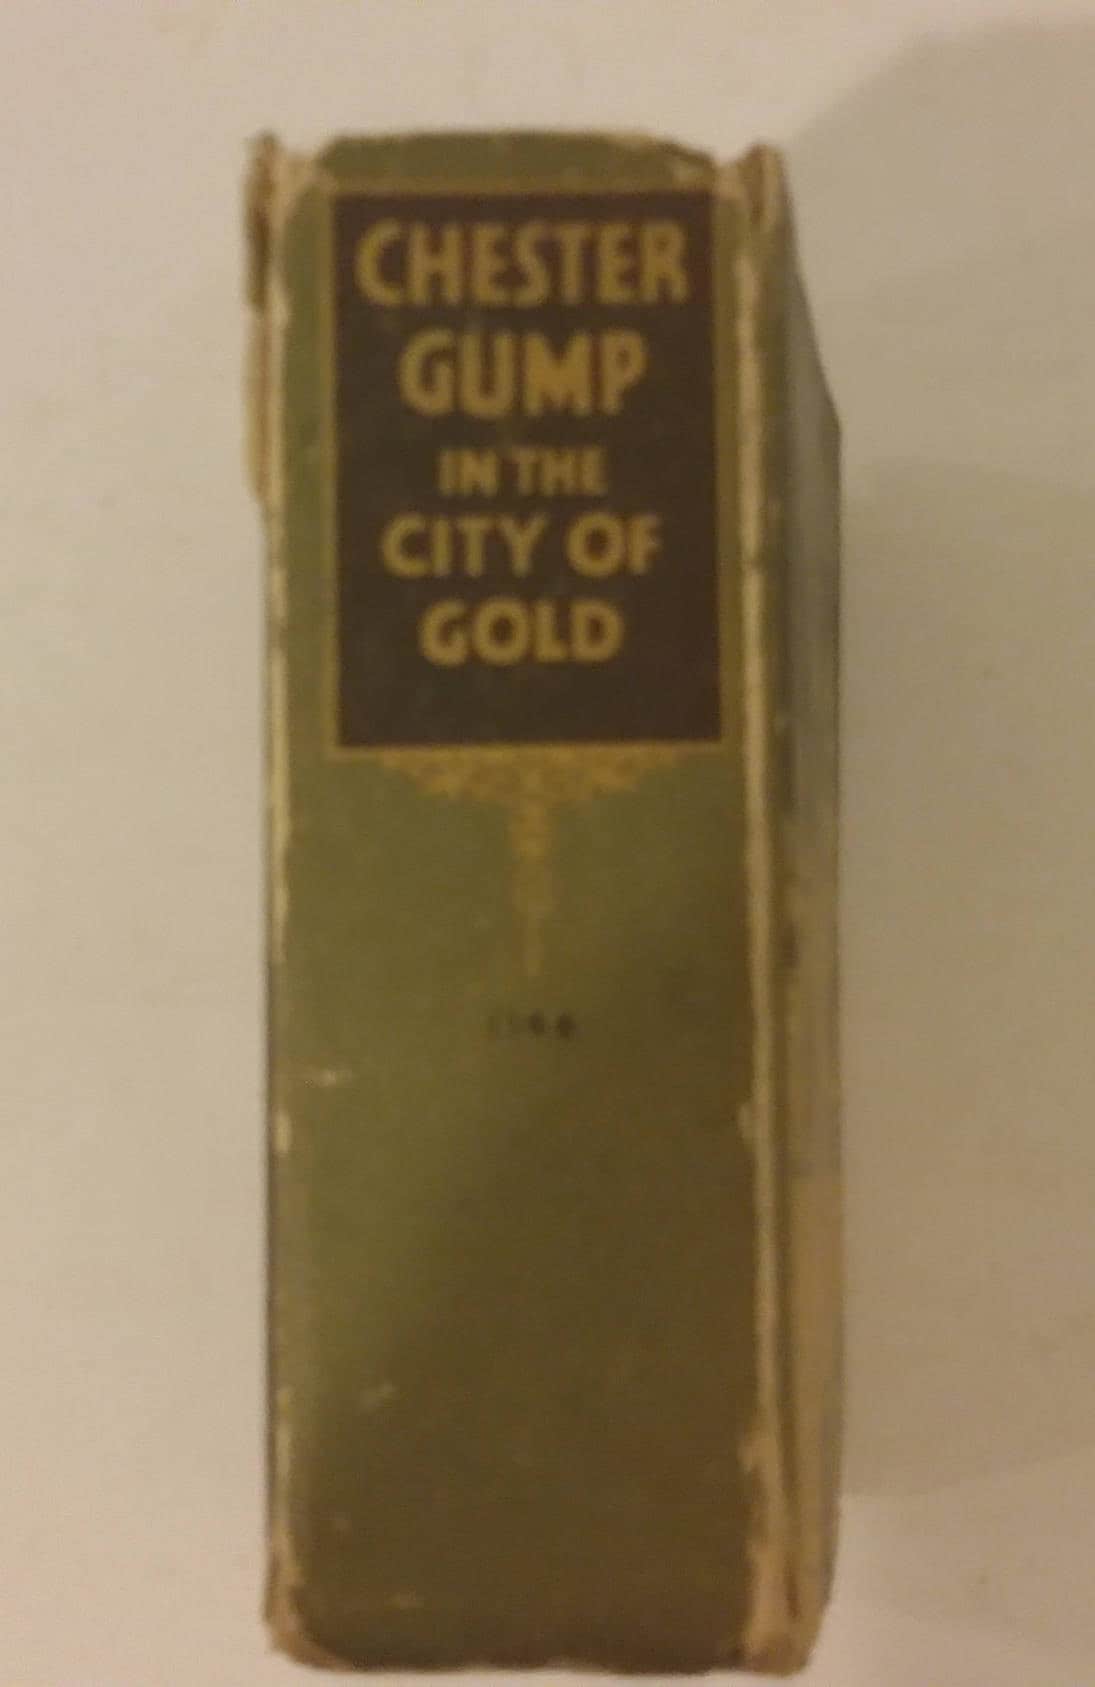 CHESTER
GUMP
IN THE
CITY OF
GOLD